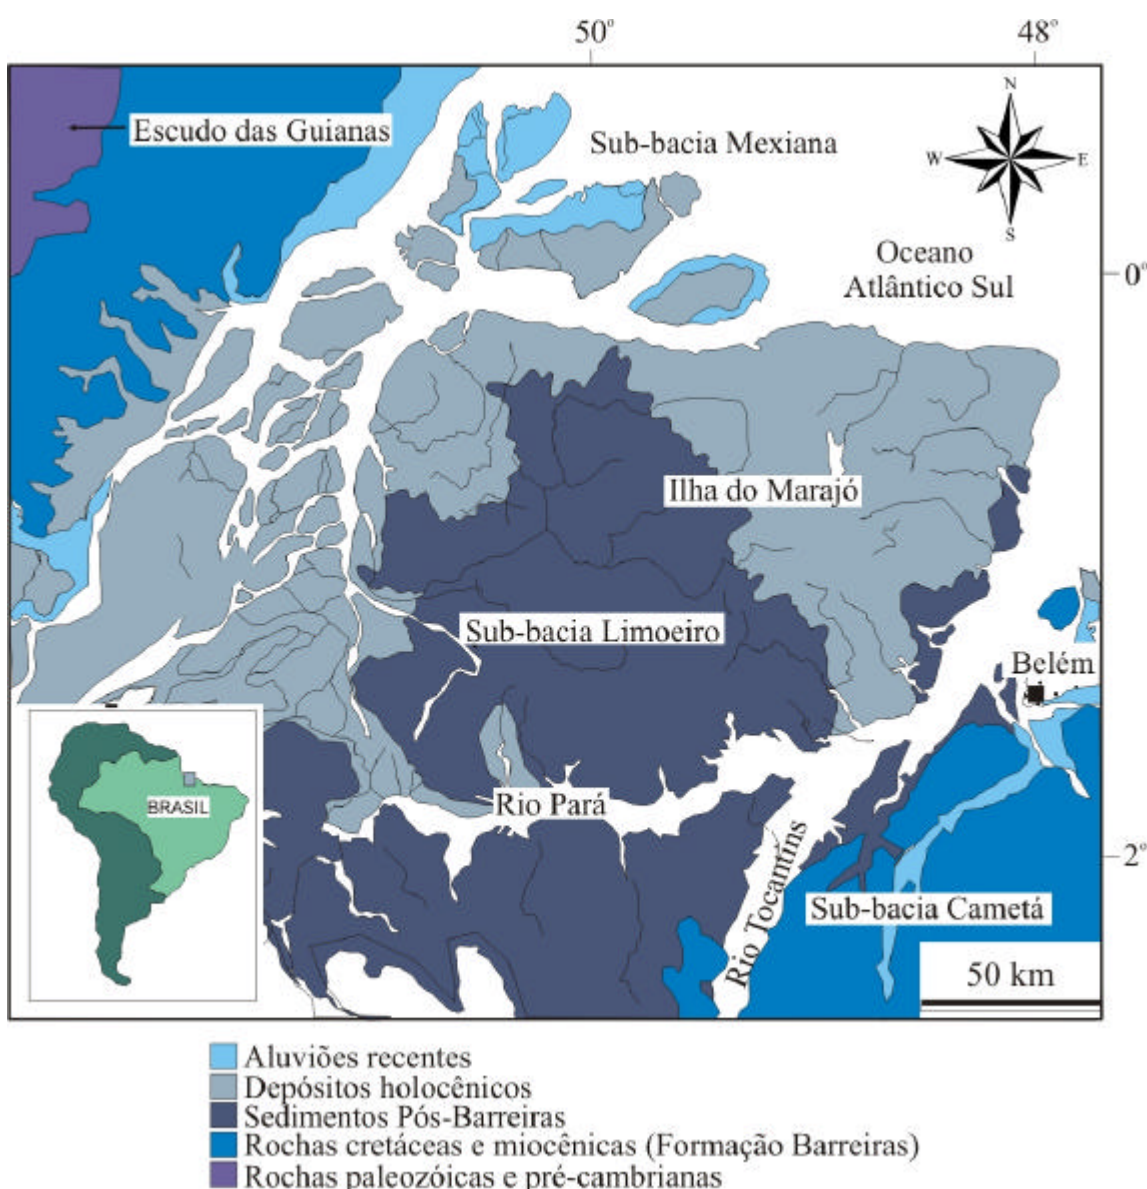 50°
48°
N
W
E
S
Escudo das Guianas
Sub-bacia Mexiana
Oceano
Atlântico Sul
0°
Ilha do Marajó
Sub-bacia Limoeiro
Belém
BRASIL
Rio Pará
Rio Tocantins
2°
Sub-bacia Cametá
50 km
Aluviões recentes
Depósitos holocênicos
Sedimentos Pós-Barreiras
Rochas cretáceas e miocênicas (Formação Barreiras)
Rochas paleozóicas e pré-cambrianas